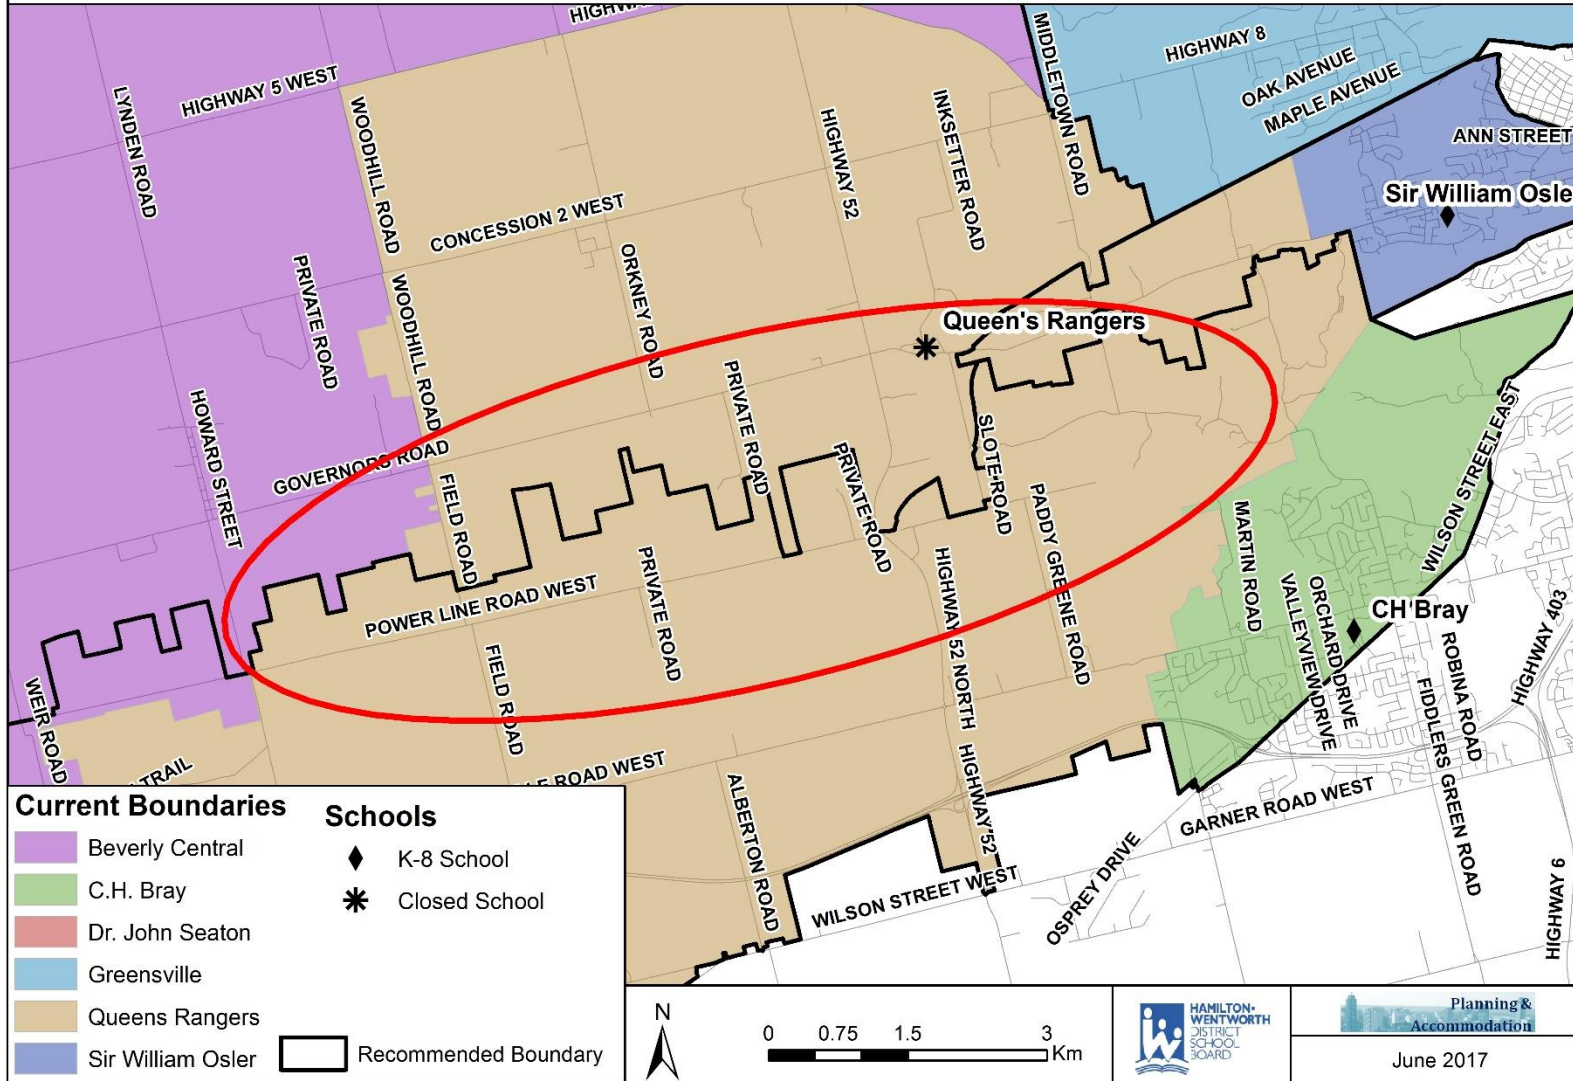 HIGHWAY 5 WEST
LYNDEN ROAD
WOODHILL ROAD
MIDDLETOWN ROAD
HIGHWAY 8
OAK AVENUE
MAPLE AVENUE
ANN STREET
HIGHWAY 52
INKSETTER ROAD
Sir William Osle
CONCESSION 2 WEST
PRIVATE ROAD
WOODHILL ROAD
ORKNEY ROAD
Queen's Rangers
HOWARD STREET
PRIVATE ROAD
GOVERNORS ROAD
FIELD ROAD
PRIVATE ROAD
SLOTE ROAD
PADDY GREENE ROAD
MARTIN ROAD
WILSON STREET EAST
POWER LINE ROAD WEST
PRIVATE ROAD
HIGHWAY 52 NORTH
VALLEYVIEW DRIVE
ORCHARD DRIVE
CH Bray
ROBINA ROAD
HIGHWAY 403
FIDDLERS GREEN ROAD
WEIR ROAD
FIELD ROAD
TRAIL
LE ROAD WEST
ALBERTON ROAD
HIGHWAY 52
GARNER ROAD WEST
OSPREY DRIVE
WILSON STREET WEST
HIGHWAY 6
Current Boundaries
Beverly Central
C.H. Bray
Dr. John Seaton
Greensville
Queens Rangers
Sir William Osler
Schools
K-8 School
Closed School
Recommended Boundary
N
0 0.75 1.5 3
Km
HAMILTON-
WENTWORTH
DISTRICT
SCHOOL
BOARD
Planning &
Accommodation
June 2017